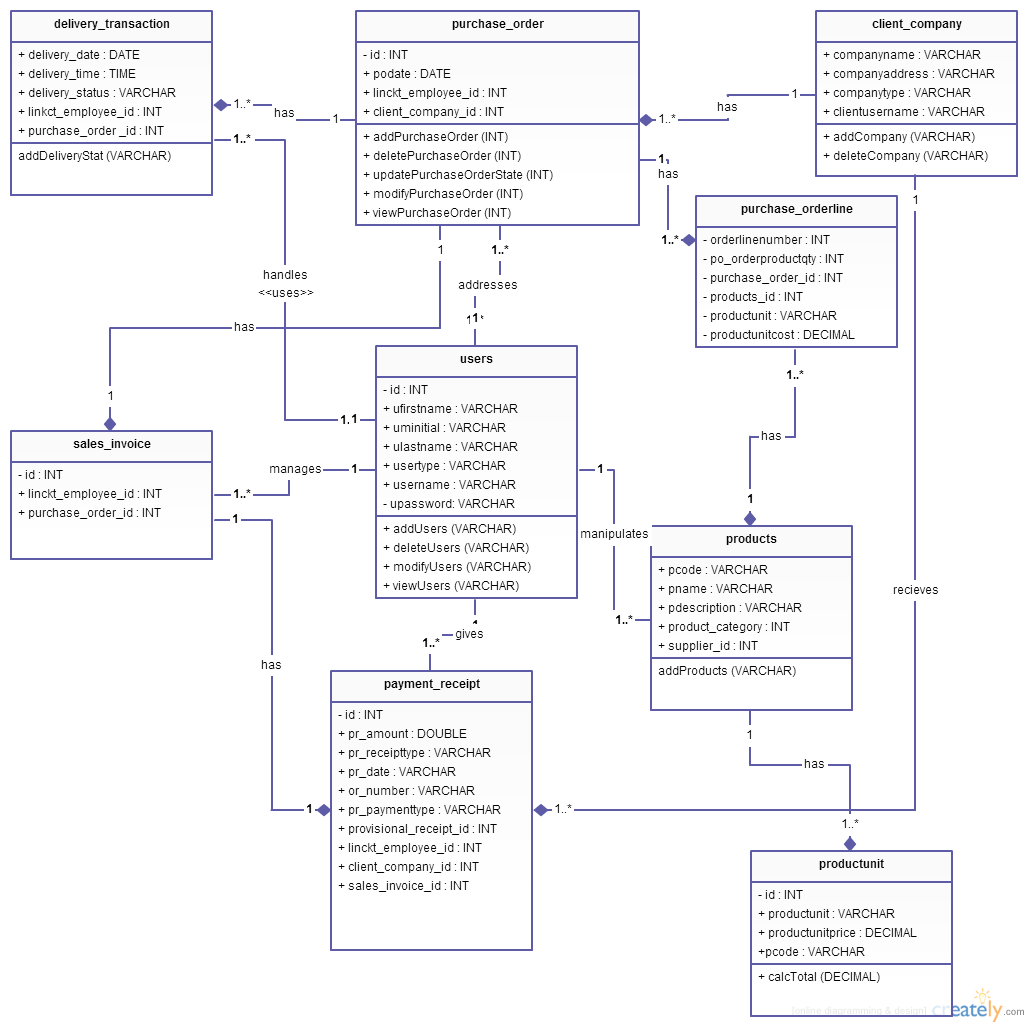 delivery_transaction
+ delivery_date : DATE
+ delivery_time : TIME
+ delivery_status : VARCHAR
+ linkct_employee_id : INT
+ purchase_order _id : INT
addDeliveryStat (VARCHAR)
purchase_order
- id : INT
+ podate : DATE
+ linckt_employee_id : INT
+ client_company_id : INT
+ addPurchaseOrder (INT)
+ deletePurchaseOrder (INT)
+ updatePurchaseOrderState (INT)
+ modifyPurchaseOrder (INT)
+ viewPurchaseOrder (INT)
client_company
+ companyname : VARCHAR
+ companyaddress : VARCHAR
+ companytype : VARCHAR
+ clientusername : VARCHAR
+ addCompany (VARCHAR)
+ deleteCompany (VARCHAR)
1..*
has
1
1..*
has
1
1..*
1
has
1..*
1
purchase_orderline
- orderlinenumber : INT
- po_orderproductqty : INT
- purchase_order_id : INT
- products_id : INT
- productunit : VARCHAR
- productunitcost : DECIMAL
handles
<<uses>>
1
1..*
addresses
has
1
1.1
users
- id : INT
+ ufirstname : VARCHAR
+ uminitial : VARCHAR
+ ulastname : VARCHAR
+ usertype : VARCHAR
+ username : VARCHAR
- upassword: VARCHAR
+ addUsers (VARCHAR)
+ deleteUsers (VARCHAR)
+ modifyUsers (VARCHAR)
+ viewUsers (VARCHAR)
1..*
has
1
sales_invoice
- id : INT
+ linckt_employee_id : INT
+ purchase_order_id : INT
manages
1
1..*
1
1
manipulates
1..*
products
+ pcode : VARCHAR
+ pname : VARCHAR
+ pdescription : VARCHAR
+ product_category : INT
+ supplier_id : INT
addProducts (VARCHAR)
recieves
gives
1..*
has
payment_receipt
- id : INT
+ pr_amount : DOUBLE
+ pr_receipttype : VARCHAR
+ pr_date : VARCHAR
+ or_number : VARCHAR
+ pr_paymenttype : VARCHAR
+ provisional_receipt_id : INT
+ linckt_employee_id : INT
+ client_company_id : INT
+ sales_invoice_id : INT
1
1..*
1
has
1..*
productunit
- id : INT
+ productunit : VARCHAR
+ productunitprice : DECIMAL
+pcode : VARCHAR
+ calcTotal (DECIMAL)
[online diagramming & design] creately.com